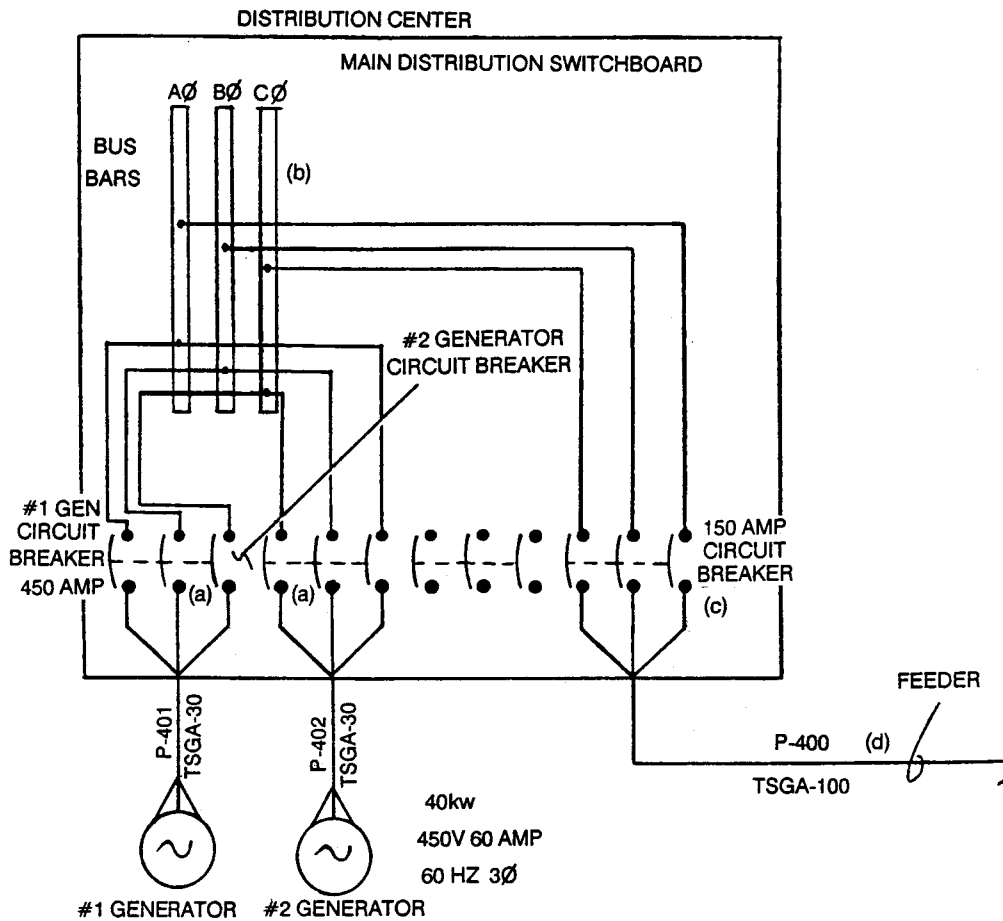 DISTRIBUTION CENTER
MAIN DISTRIBUTION SWITCHBOARD
AØ BØ CØ
BUS
BARS
(b)
#2 GENERATOR
CIRCUIT BREAKER
#1 GEN
CIRCUIT
BREAKER
450 AMP
(a)
(a)
150 AMP
CIRCUIT
BREAKER
(c)
P-401
TSGA-30
P-402
TSGA-30
FEEDER
P-400 (d)
TSGA-100
40kw
450V 60 AMP
60 HZ 3Ø
#1 GENERATOR
#2 GENERATOR